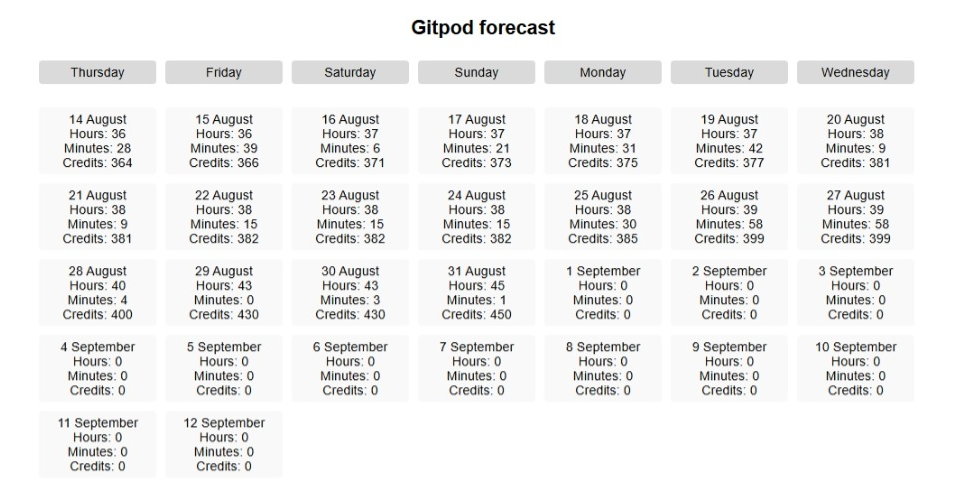 Gitpod forecast
Thursday
Friday
Saturday
Sunday
Monday
Tuesday
Wednesday
14 August
Hours: 36
Minutes: 28
Credits: 364
15 August
Hours: 36
Minutes: 39
Credits: 366
16 August
Hours: 37
Minutes: 6
Credits: 371
17 August
Hours: 37
Minutes: 21
Credits: 373
18 August
Hours: 37
Minutes: 31
Credits: 375
19 August
Hours: 37
Minutes: 42
Credits: 377
20 August
Hours: 38
Minutes: 9
Credits: 381
21 August
Hours: 38
Minutes: 9
Credits: 381
22 August
Hours: 38
Minutes: 15
Credits: 382
23 August
Hours: 38
Minutes: 15
Credits: 382
24 August
Hours: 38
Minutes: 15
Credits: 382
25 August
Hours: 38
Minutes: 30
Credits: 385
26 August
Hours: 39
Minutes: 58
Credits: 399
27 August
Hours: 39
Minutes: 58
Credits: 399
28 August
Hours: 40
Minutes: 4
Credits: 400
29 August
Hours: 43
Minutes: 0
Credits: 430
30 August
Hours: 43
Minutes: 3
Credits: 430
31 August
Hours: 45
Minutes: 1
Credits: 450
1 September
Hours: 0
Minutes: 0
Credits: 0
2 September
Hours: 0
Minutes: 0
Credits: 0
3 September
Hours: 0
Minutes: 0
Credits: 0
4 September
Hours: 0
Minutes: 0
Credits: 0
5 September
Hours: 0
Minutes: 0
Credits: 0
6 September
Hours: 0
Minutes: 0
Credits: 0
7 September
Hours: 0
Minutes: 0
Credits: 0
8 September
Hours: 0
Minutes: 0
Credits: 0
9 September
Hours: 0
Minutes: 0
Credits: 0
10 September
Hours: 0
Minutes: 0
Credits: 0
11 September
Hours: 0
Minutes: 0
Credits: 0
12 September
Hours: 0
Minutes: 0
Credits: 0